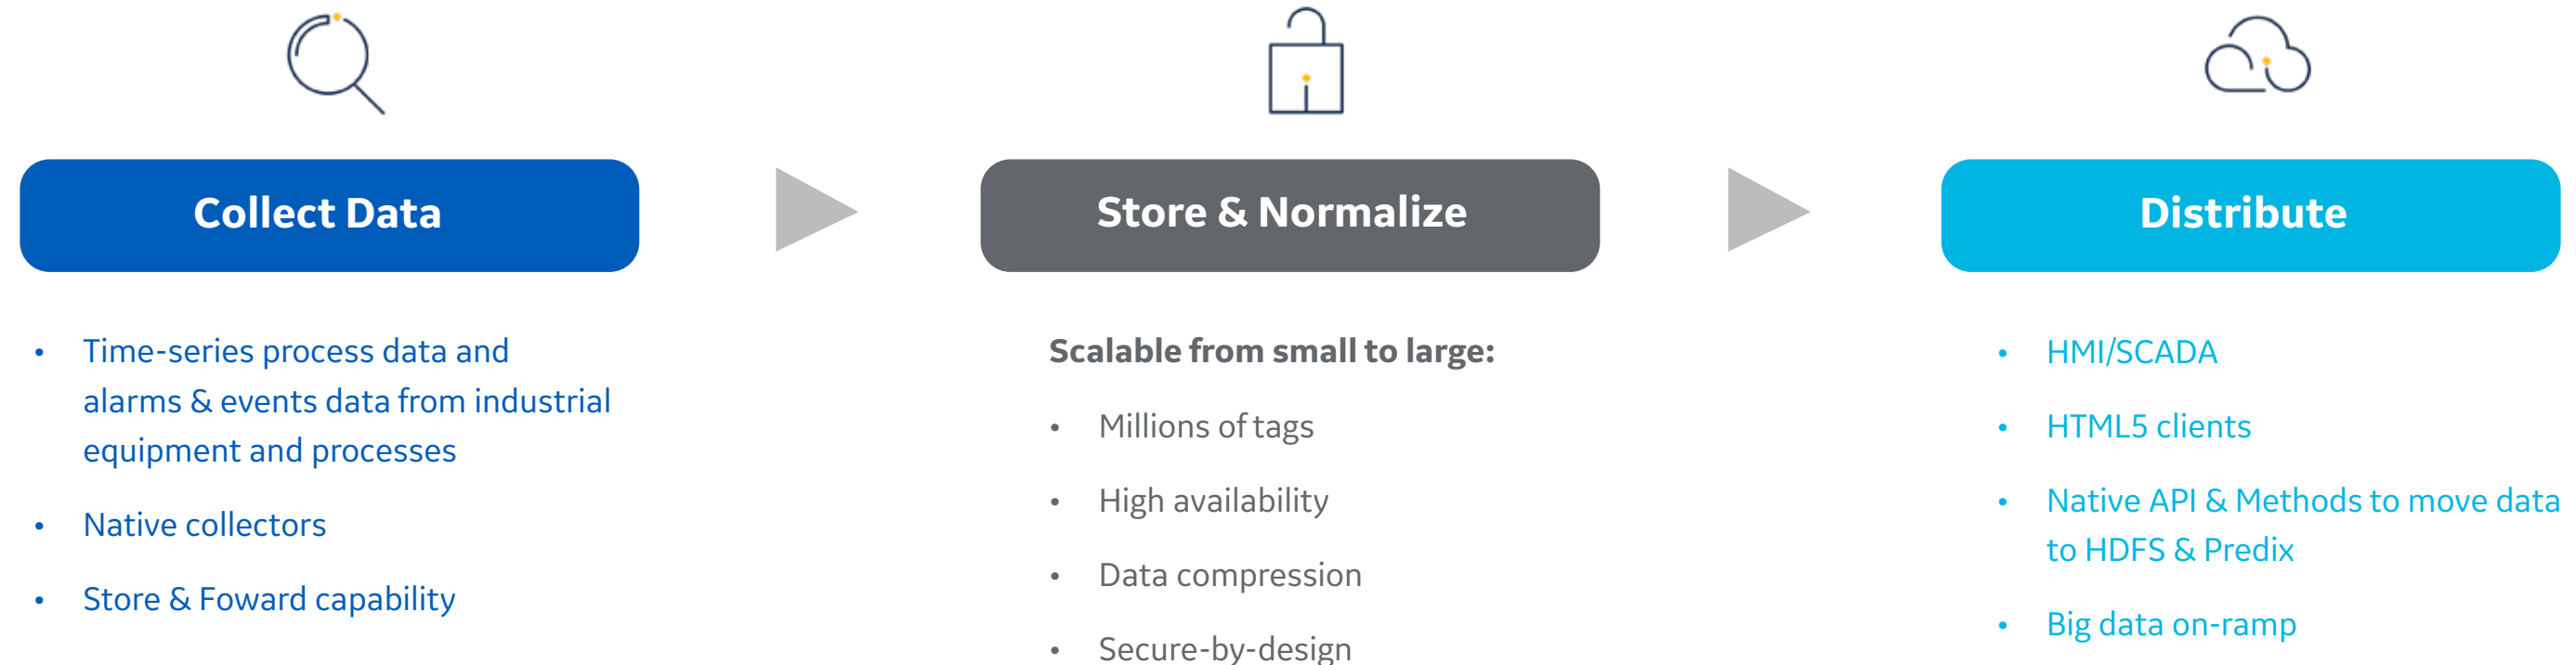 Collect Data
• Time-series process data and
alarms & events data from industrial
equipment and processes
• Native collectors
• Store & Foward capability
Store & Normalize
Scalable from small to large:
• Millions of tags
• High availability
• Data compression
• Secure-by-design
Distribute
• HMI/SCADA
• HTML5 clients
• Native API & Methods to move data
to HDFS & Predix
• Big data on-ramp